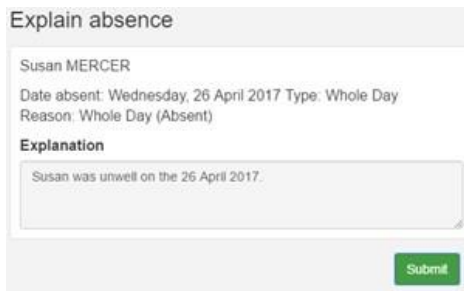 Explain absence
Susan MERCER
Date absent: Wednesday, 26 April 2017 Type: Whole Day
Reason: Whole Day (Absent)
Explanation
Susan was unwell on the 26 April 2017.
Submit